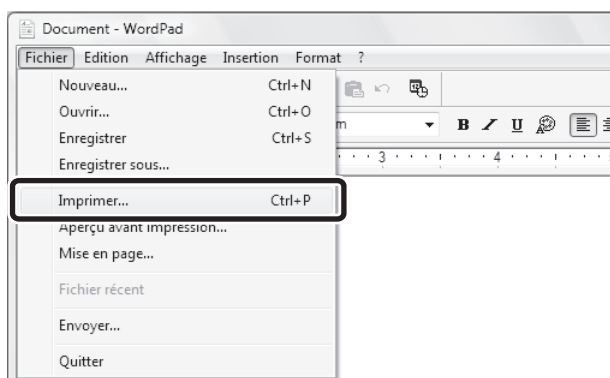 Document - WordPad
Fichier Edition Affichage Insertion Format ?
Nouveau... Ctrl+N
Ouvrir... Ctrl+O
Enregistrer Ctrl+S
Enregistrer sous...
Imprimer... Ctrl+P
Aperçu avant impression...
Mise en page...
Fichier récent
Envoyer...
Quitter
m
B I U
3 4